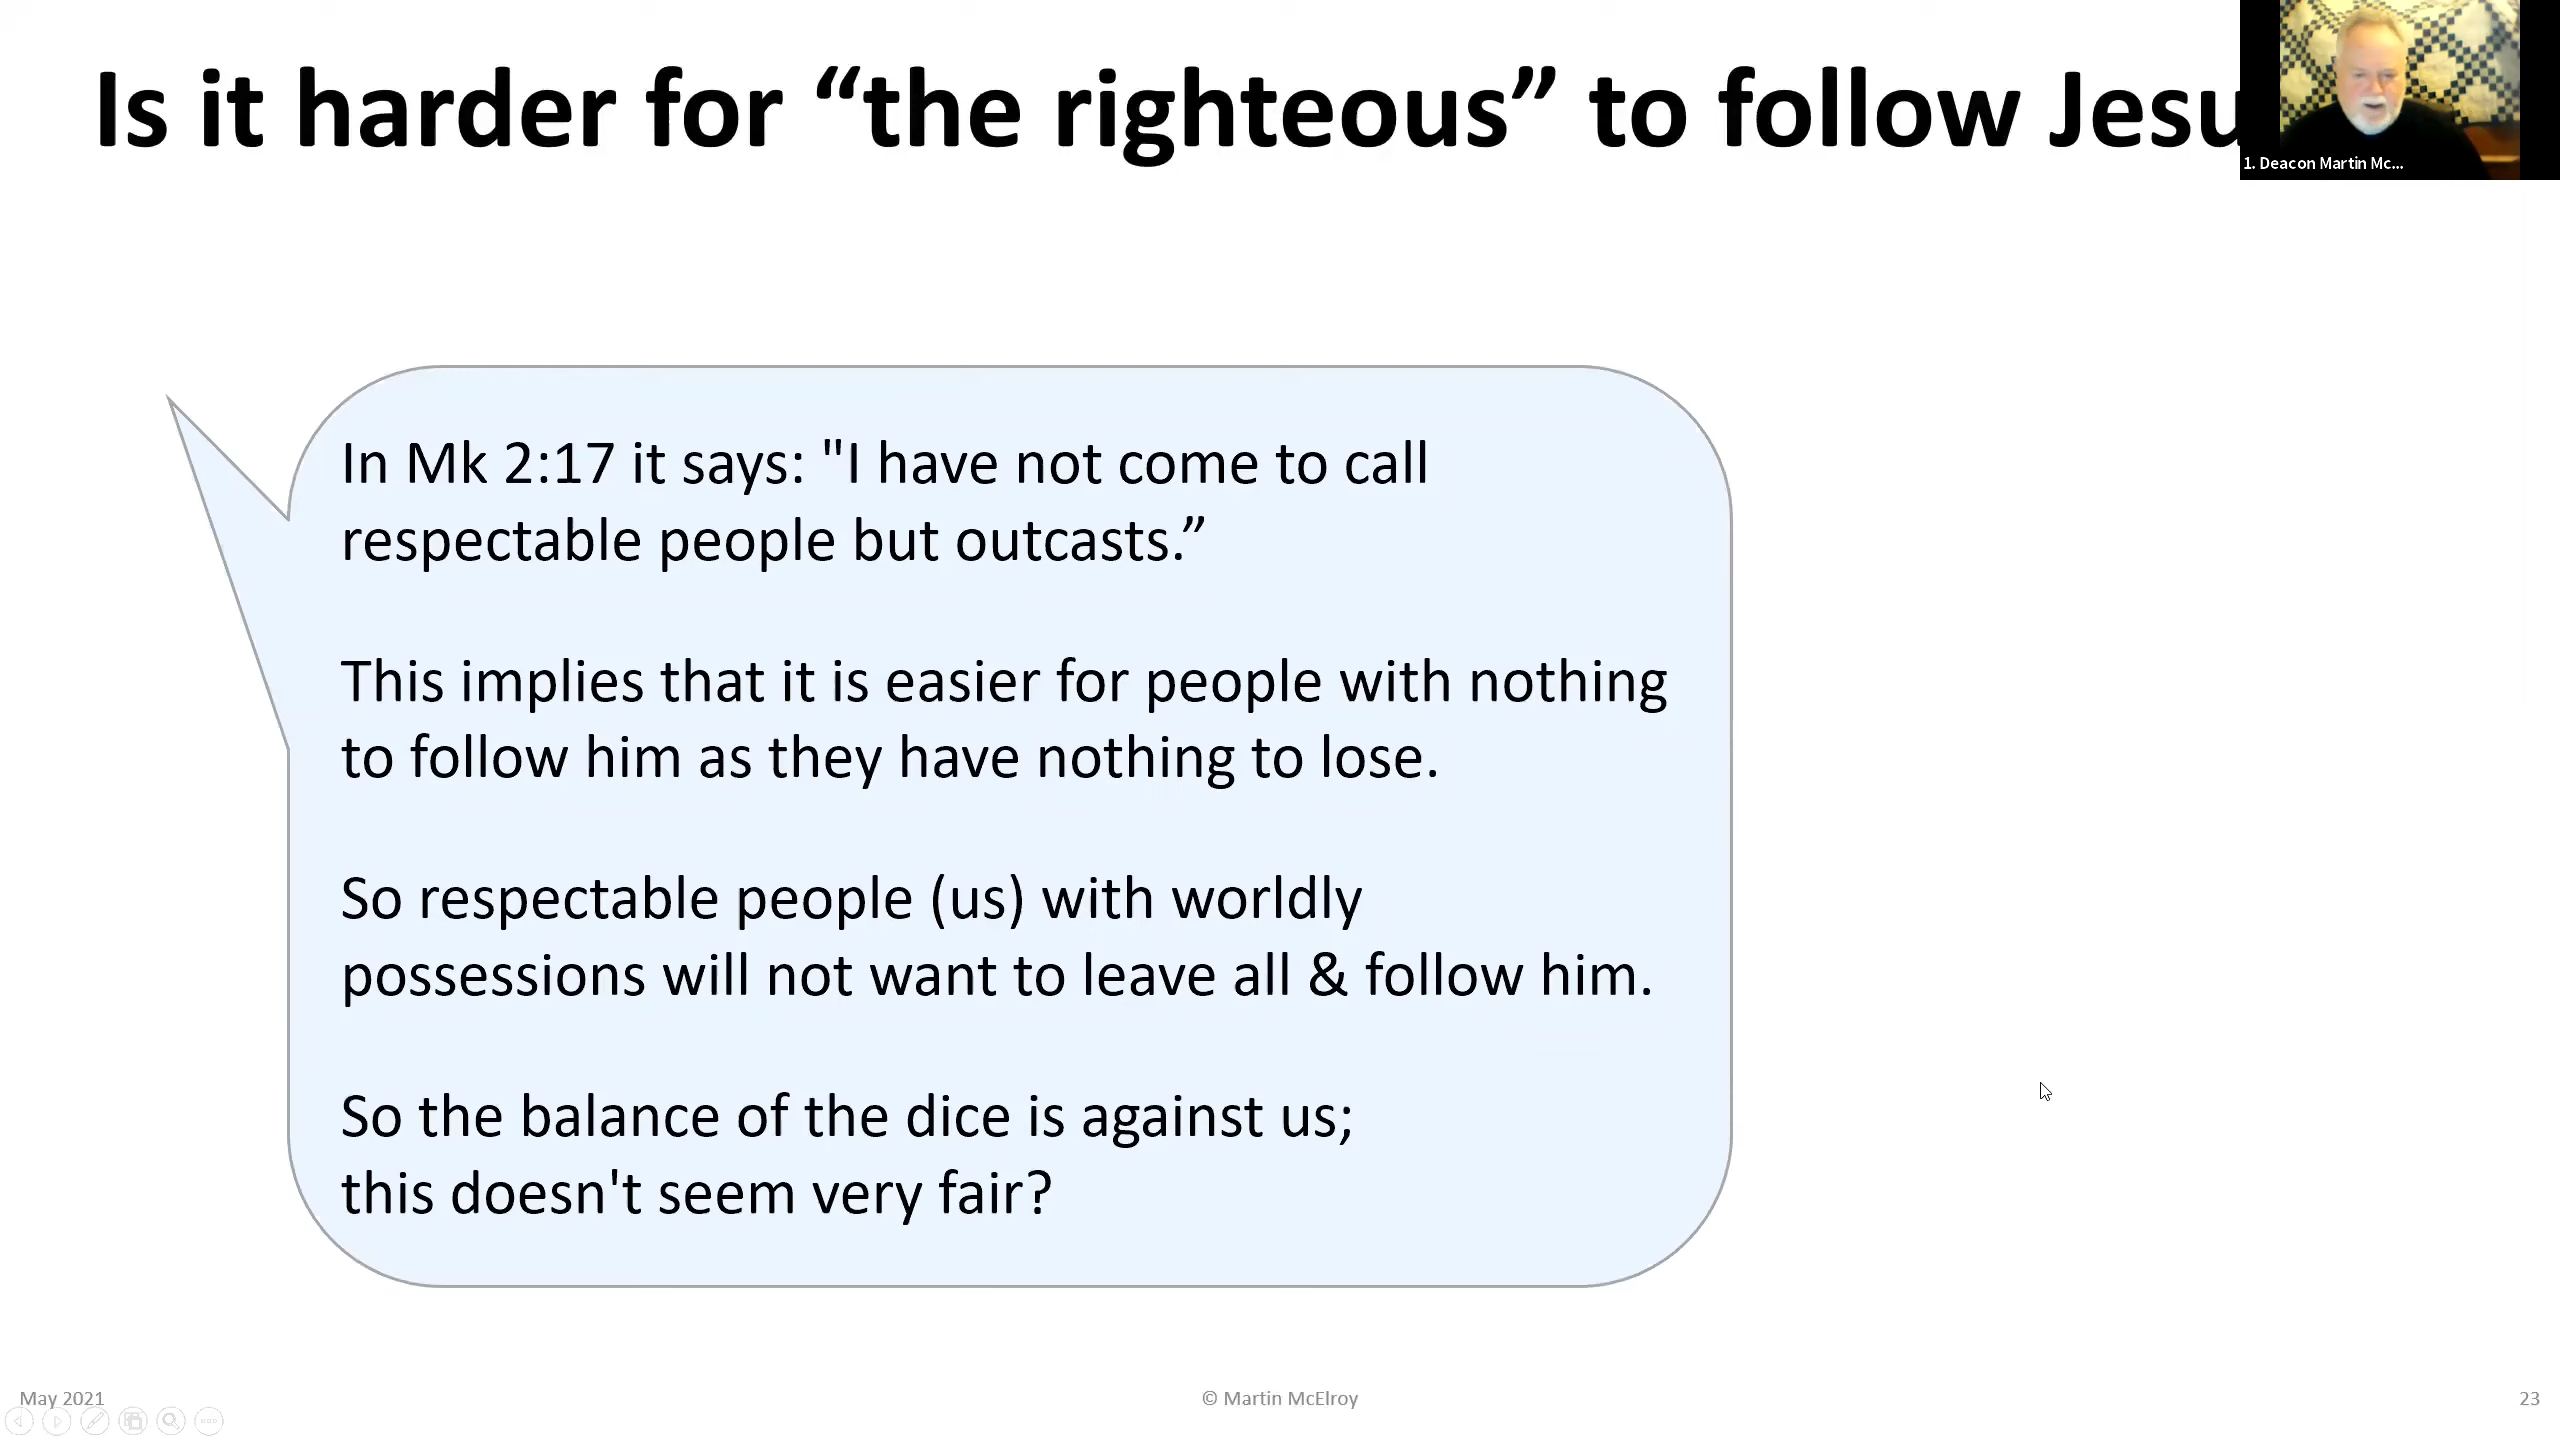 Is it harder for “the righteous” to follow Jesu
1. Deacon Martin Mc...
In Mk 2:17 it says: "I have not come to call
respectable people but outcasts.”
This implies that it is easier for people with nothing
to follow him as they have nothing to lose.
So respectable people (us) with worldly
possessions will not want to leave all & follow him.
So the balance of the dice is against us;
this doesn't seem very fair?
May 2021
© Martin McElroy
23